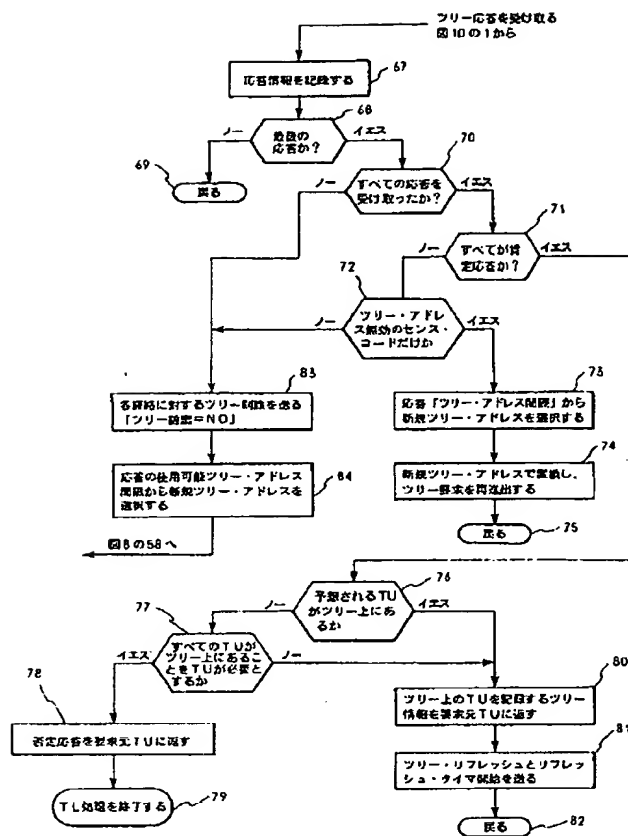 ツリー応答を受け取る
図10の1から
67
応答情報を記録する
68
ノー
イエス
最後の
応答か?
69
戻る
70
ノー
イエス
すべての応答を
受け取ったか?
71
ノー
イエス
すべてが肯
定応答か?
72
ノー
イエス
ツリー・アドレ
ス無効のセンス・
コードだけか
83
各経路に対するツリー削除を送る
「ツリー設定=NO」
73
応答「ツリー・アドレス間隙」から
新規ツリー・アドレスを選択する
84
応答の使用可能ツリー・アドレス
間隙から新規ツリー・アドレスを
選択する
74
新規ツリー・アドレスで置換し、
ツリー要求を再送出する
75
戻る
図8の58へ
76
ノー
イエス
予想されるTU
がツリー上にあ
るか
77
イエス
ノー
すべてのTUが
ツリー上にあるこ
とをTUが必要と
するか
78
否定応答を要求元TUに返す
79
TL処理を終了する
80
ツリー上のTUを記録するツリー
情報を要求元TUに返す
81
ツリー・リフレッシュとリフレッ
シュ・タイマ開始を送る
82
戻る